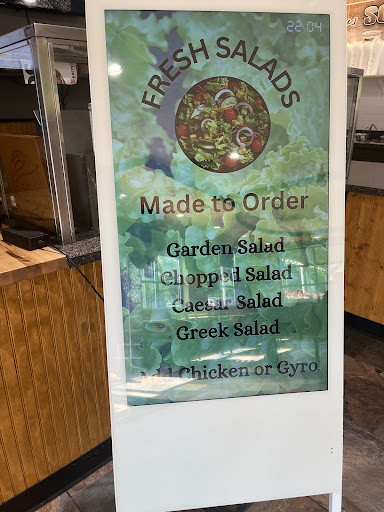 22 04
FRESH SALADS
Made to Order
Garden Salad
Chopped Salad
Caesar Salad
Greek Salad
Add Chicken or Gyro